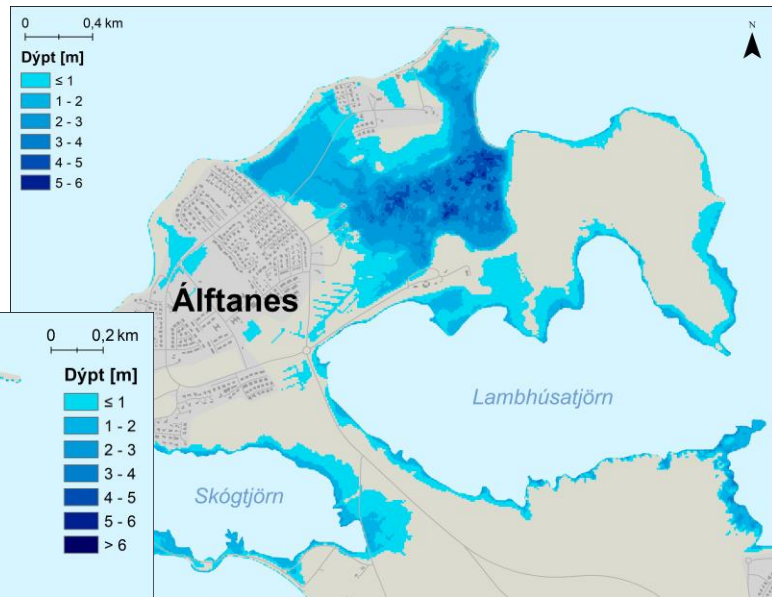 0 0,4 km
Dýpt [m]
≤ 1
1 - 2
2 - 3
3 - 4
4 - 5
5 - 6
N
Álftanes
Lambhúsatjörn
Skógtjörn
0 0,2 km
Dýpt [m]
≤ 1
1 - 2
2 - 3
3 - 4
4 - 5
5 - 6
> 6